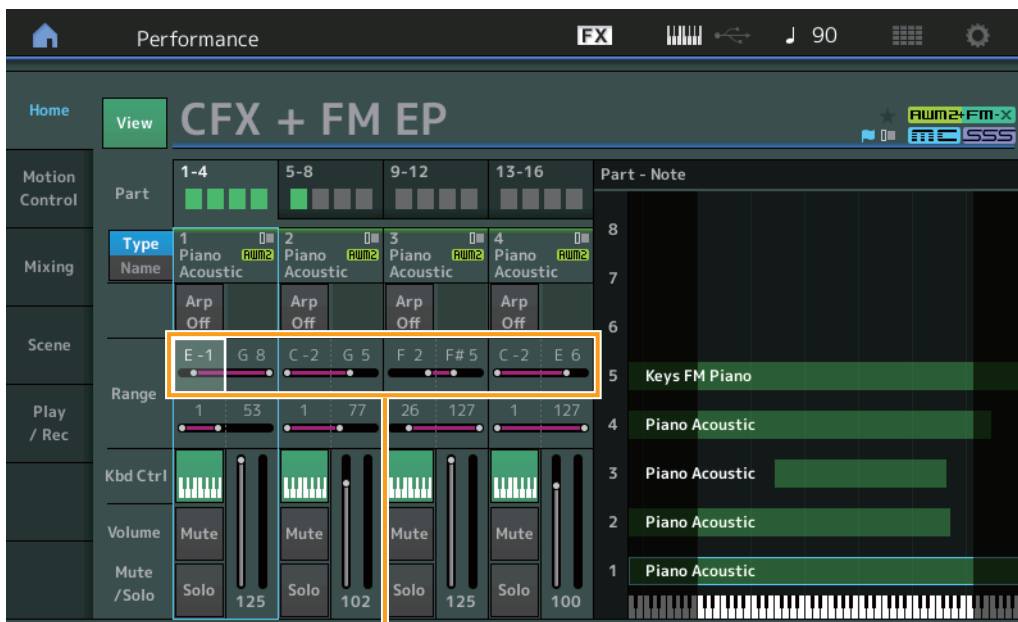 Performance
FX
90
Home
View
CFX + FM EP
AWM2+FM-X
MC SSS
Motion
Control
Part
1-4
5-8
9-12
13-16
Part - Note
Type
Name
1
Piano AWM2
Acoustic
2
Piano AWM2
Acoustic
3
Piano AWM2
Acoustic
4
Piano AWM2
Acoustic
Mixing
Arp
Off
Arp
Off
Arp
Off
Arp
Off
Scene
Range
E -1 G 8 C -2 G 5 F 2 F# 5 C -2 E 6
1 53 1 77 26 127 1 127
Play
/ Rec
Kbd Ctrl
Volume
Mute Mute Mute Mute
Mute
/Solo
Solo 125 Solo 102 Solo 125 Solo 100
8
7
6
5 Keys FM Piano
4 Piano Acoustic
3 Piano Acoustic
2 Piano Acoustic
1 Piano Acoustic